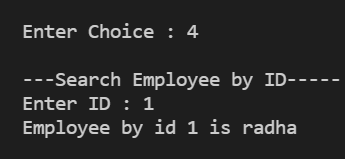 Enter Choice : 4
---Search Employee by ID-----
Enter ID : 1
Employee by id 1 is radha